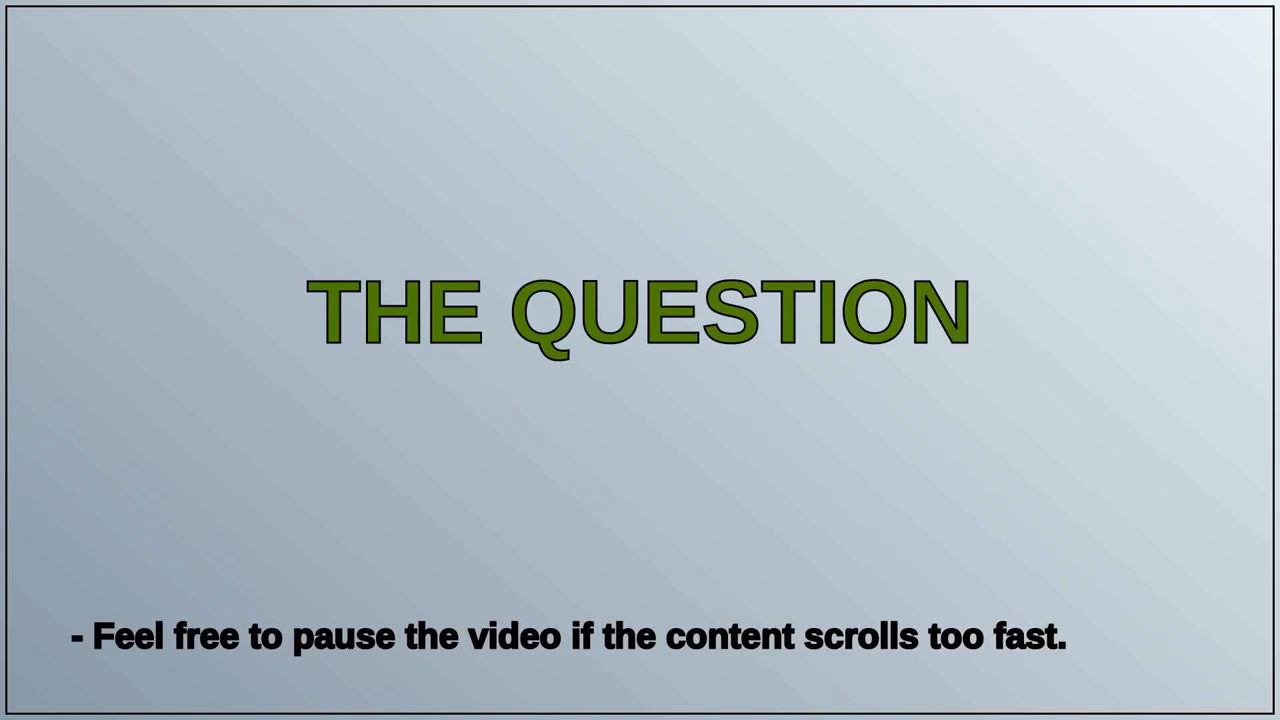 THE QUESTION
- Feel free to pause the video if the content scrolls too fast.